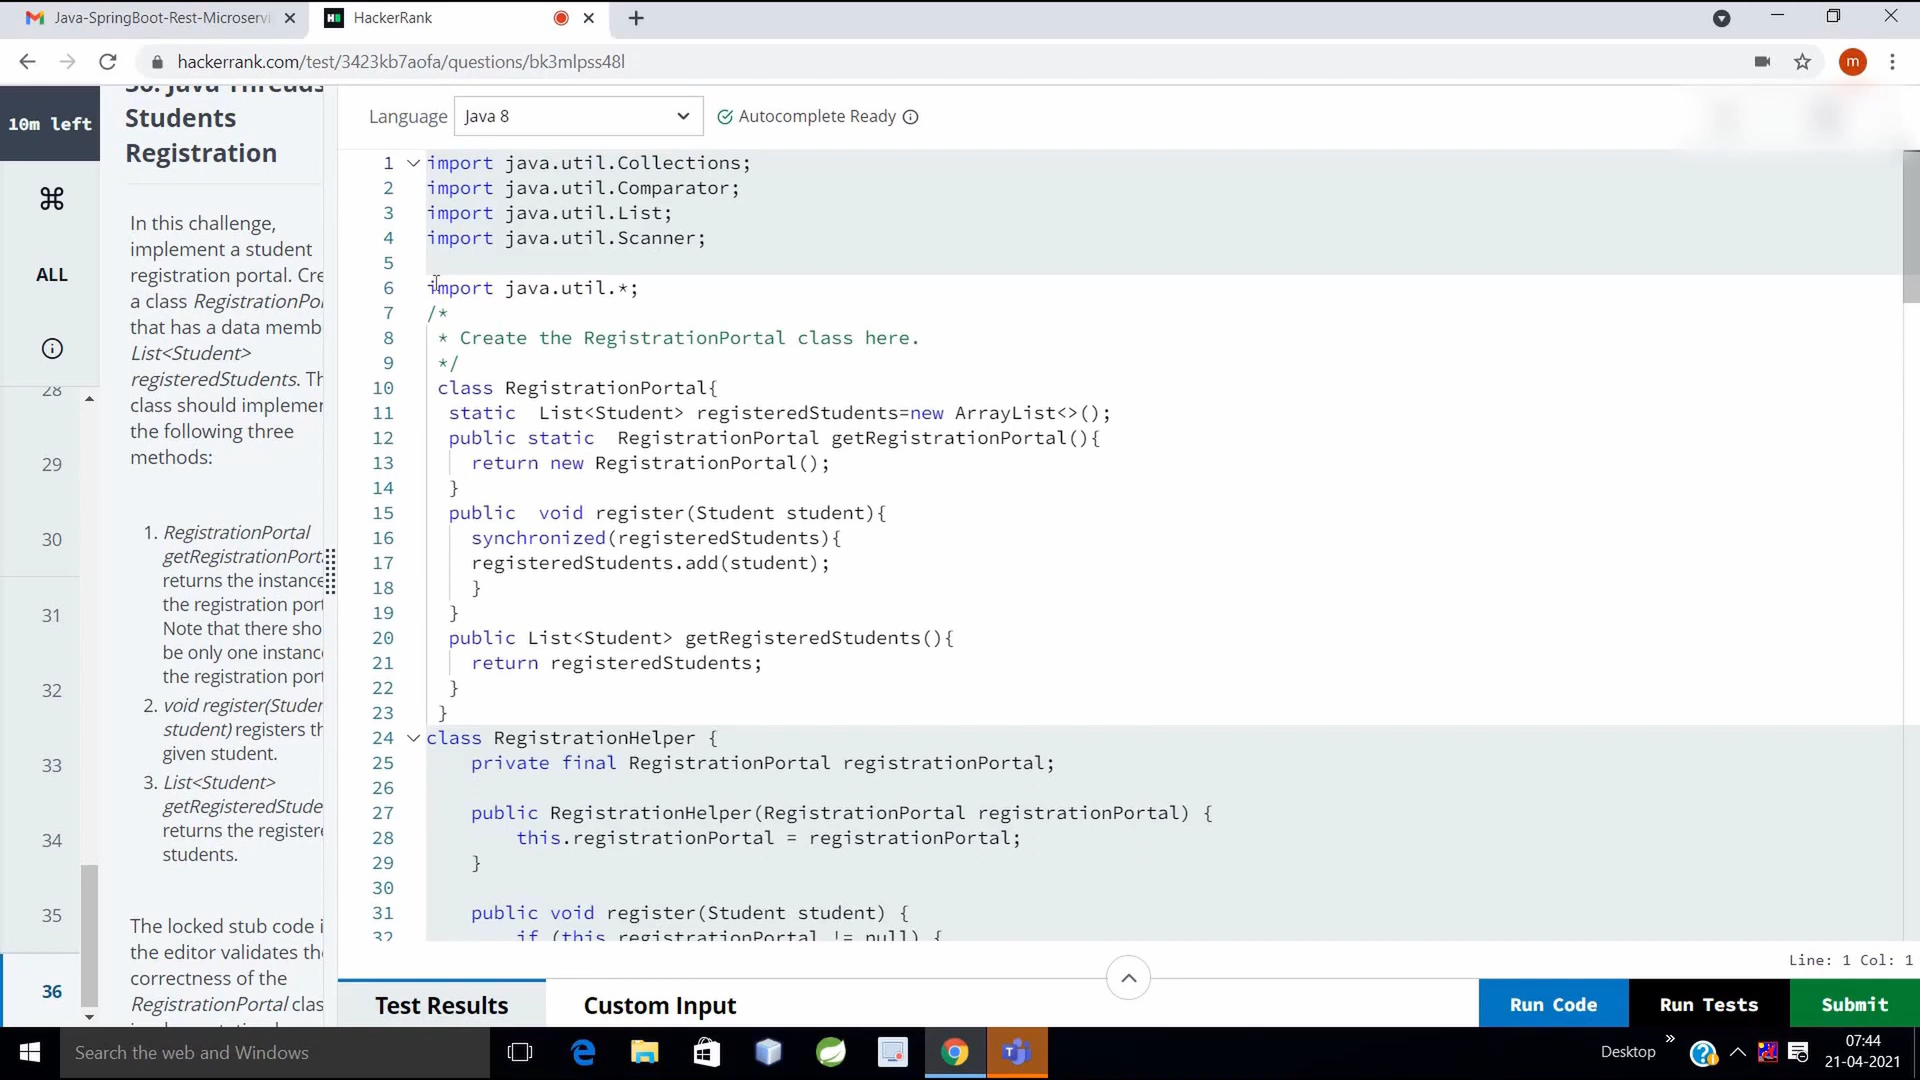 Java-SpringBoot-Rest-Microservi
HackerRank
hackerrank.com/test/3423kb7aofa/questions/bk3mlpss48l
m
10m left
ALL
28
29
30
31
32
33
34
35
36
Students
Registration
In this challenge,
implement a student
registration portal. Cre
a class RegistrationPo
that has a data memb
List<Student>
registeredStudents. Th
class should implemer
the following three
methods:
1. RegistrationPortal
getRegistrationPorta
returns the instance
the registration port
Note that there sho
be only one instanc
the registration port
2. void register(Studen
student) registers th
given student.
3. List<Student>
getRegisteredStude
returns the registere
students.
The locked stub code i
the editor validates the
correctness of the
RegistrationPortal clas
Language
Java 8
Autocomplete Ready
1 import java.util.Collections;
2 import java.util.Comparator;
3 import java.util.List;
4 import java.util.Scanner;
5
6 import java.util.*;
7 /*
8 * Create the RegistrationPortal class here.
9 */
10 class RegistrationPortal{
11 static List<Student> registeredStudents=new ArrayList<>();
12 public static RegistrationPortal getRegistrationPortal(){
13 return new RegistrationPortal();
14 }
15 public void register(Student student){
16 synchronized(registeredStudents){
17 registeredStudents.add(student);
18 }
19 }
20 public List<Student> getRegisteredStudents(){
21 return registeredStudents;
22 }
23 }
24 class RegistrationHelper {
25 private final RegistrationPortal registrationPortal;
26
27 public RegistrationHelper(RegistrationPortal registrationPortal) {
28 this.registrationPortal = registrationPortal;
29 }
30
31 public void register(Student student) {
32 if (this registrationPortal != null) {
Line: 1 Col: 1
Test Results
Custom Input
Run Code
Run Tests
Submit
Search the web and Windows
Desktop
07:44
21-04-2021